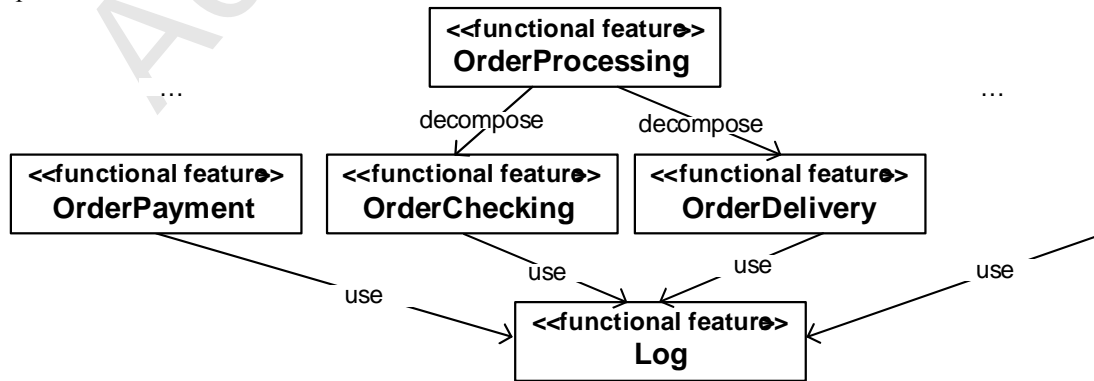 <<functional feature>>
OrderProcessing
…
…
decompose
decompose
<<functional feature>>
OrderPayment
<<functional feature>>
OrderChecking
<<functional feature>>
OrderDelivery
use
use
use
use
<<functional feature>>
Log